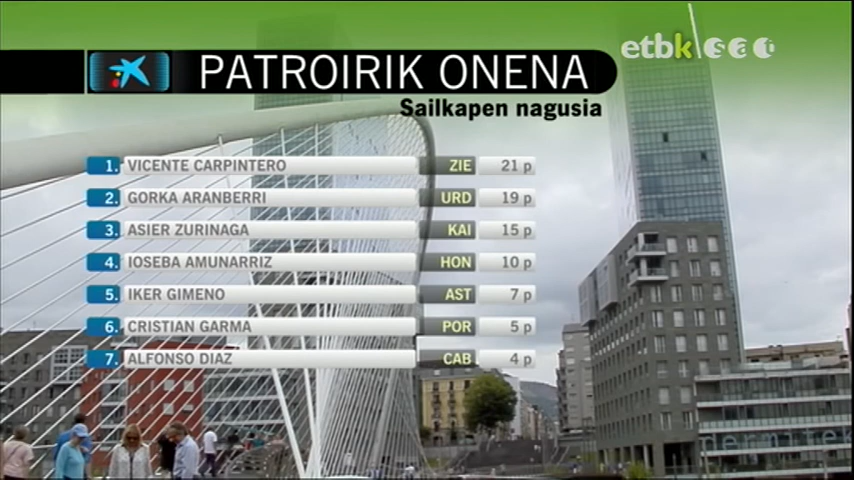 etbk sat
PATROIRIK ONENA
Sailkapen nagusia
1. VICENTE CARPINTERO ZIE 21 p
2. GORKA ARANBERRI URD 19 p
3. ASIER ZURINAGA KAI 15 p
4. IOSEBA AMUNARRIZ HON 10 p
5. IKER GIMENO AST 7 p
6. CRISTIAN GARMA POR 5 p
7. ALFONSO DIAZ CAB 4 p